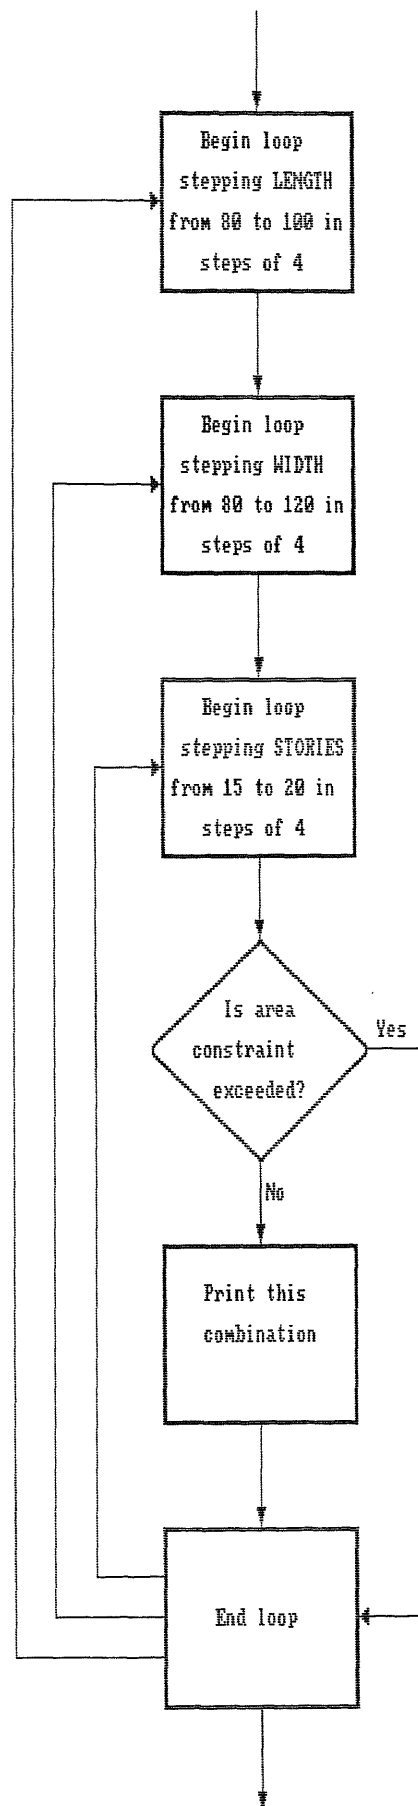 Begin loop
stepping LENGTH
from 80 to 100 in
steps of 4
Begin loop
stepping WIDTH
from 80 to 120 in
steps of 4
Begin loop
stepping STORIES
from 15 to 20 in
steps of 4
Is area
constraint
exceeded?
Yes
No
Print this
combination
End loop